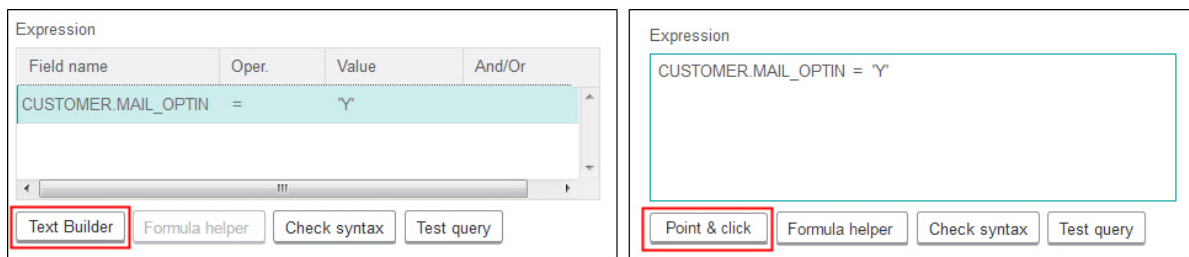 Expression
Field name Oper. Value And/Or
CUSTOMER.MAIL_OPTIN = 'Y'
Text Builder Formula helper Check syntax Test query
Expression
CUSTOMER.MAIL_OPTIN = 'Y'
Point & click Formula helper Check syntax Test query